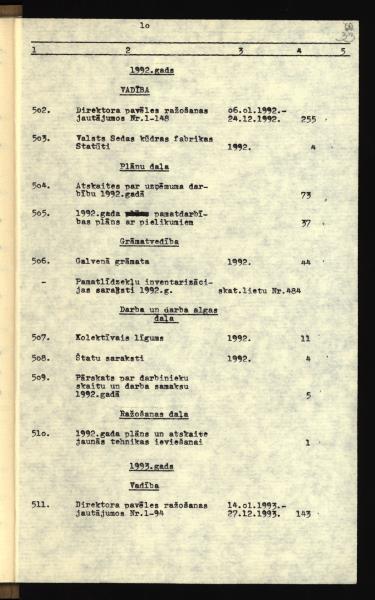 10
1 2 3 4 5
1992.gads
VADĪBA
502. Direktora pavēles ražošanas 06.01.1992.-
jautājumos Nr.1-148 24.12.1992. 255
503. Valsts Sedas kūdras fabrikas
Statūti 1992. 4
Plānu daļa
504. Atskaites par uzņēmuma dar-
bību 1992.gadā 73
505. 1992.gada pamatdarbī-
bas plāns ar pielikumiem 37
Grāmatvedība
506. Galvenā grāmata 1992. 44
- Pamatlīdzekļu inventarizāci-
jas saraksti 1992.g. skat.lietu Nr.484
Darba un darba algas
daļa
507. Kolektīvais līgums 1992. 11
508. Štatu saraksti 1992. 4
509. Pārskats par darbinieku
skaitu un darba samaksu
1992.gadā 5
Ražošanas daļa
510. 1992.gada plāns un atskaite
jaunās tehnikas ieviešanai 1
1993.gads
Vadība
511. Direktora pavēles ražošanas 14.01.1993.-
jautājumos Nr.1-94 27.12.1993. 143